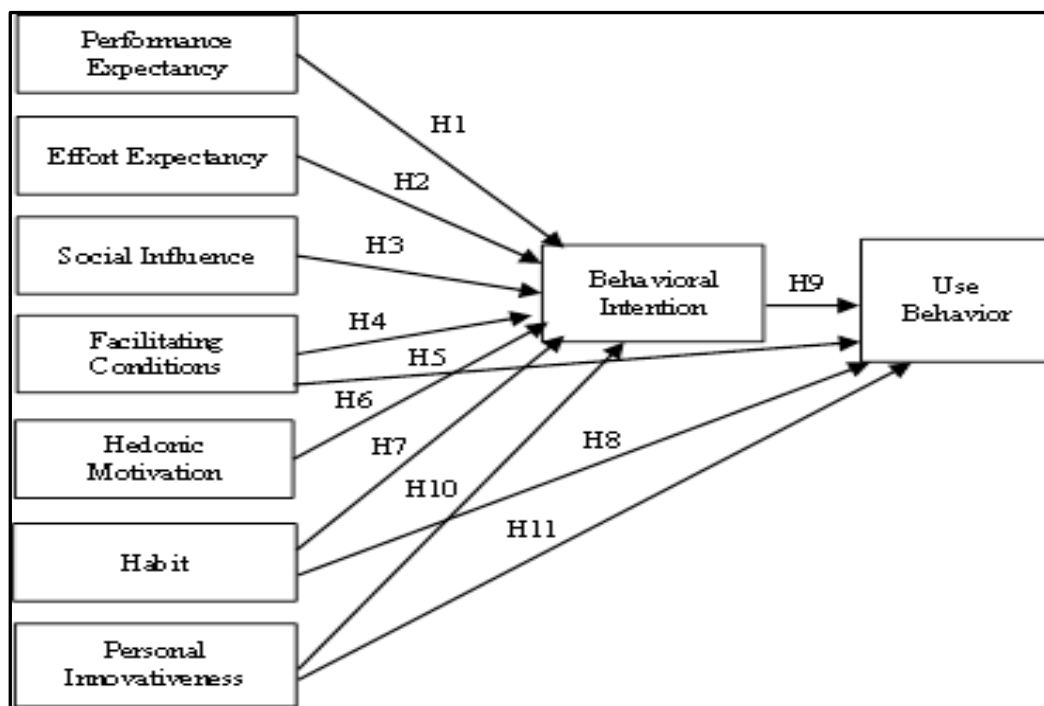 Performance
Expectancy
H1
Effort Expectancy
H2
Social Influence
H3
Behavioral
Intention
H9
Use
Behavior
Facilitating
Conditions
H4
H5
H6
Hedonic
Motivation
H7
H8
H10
H11
Habit
Personal
Innovativeness